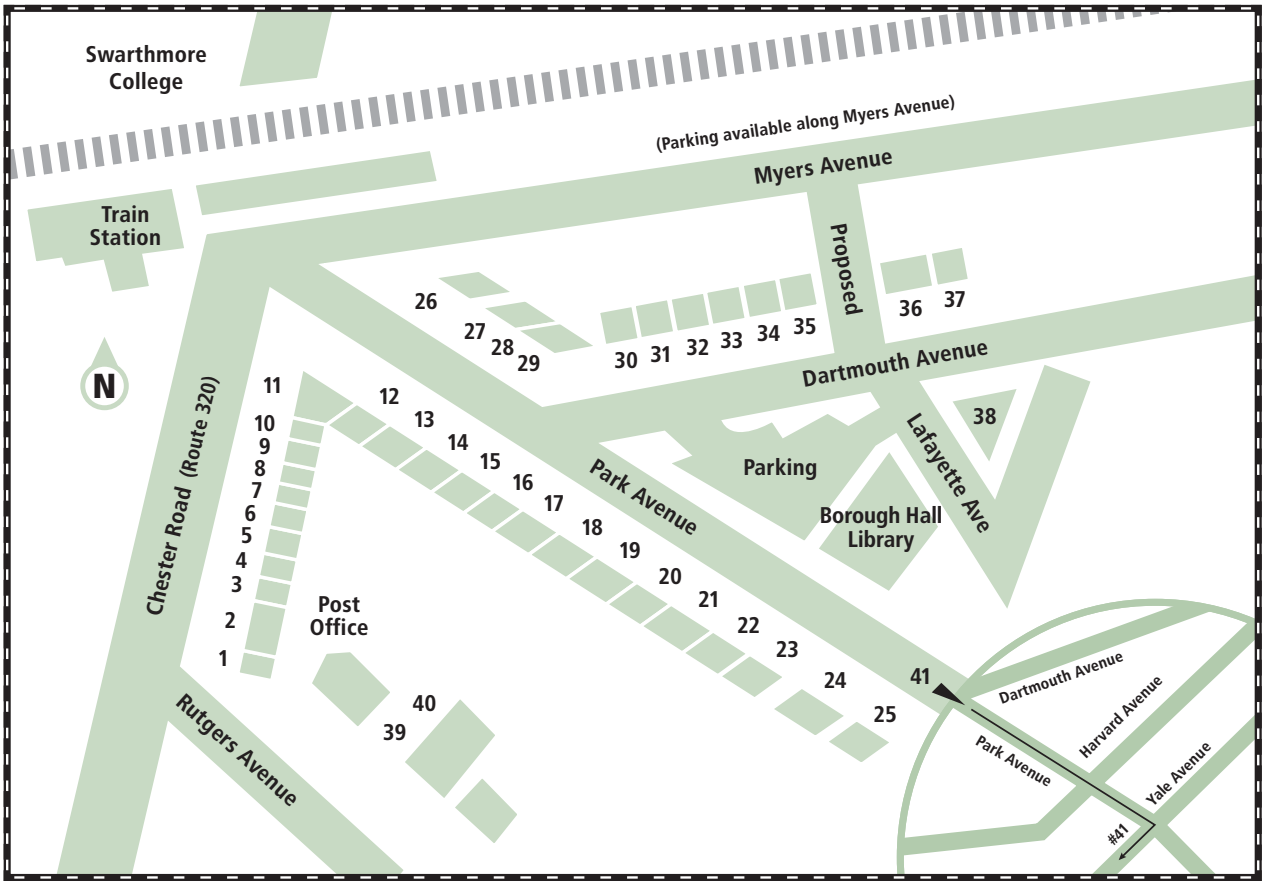 Swarthmore
College
(Parking available along Myers Avenue)
Myers Avenue
Train
Station
Proposed
26
27
28
29
30
31
32
33
34
35
36
37
N
Dartmouth Avenue
Chester Road (Route 320)
11
10
9
8
7
6
5
4
3
2
1
12
13
14
15
16
17
18
19
20
21
22
23
24
25
Park Avenue
Parking
38
Lafayette Ave
Borough Hall
Library
Post
Office
40
39
Rutgers Avenue
41
Dartmouth Avenue
Harvard Avenue
Park Avenue
Yale Avenue
#41